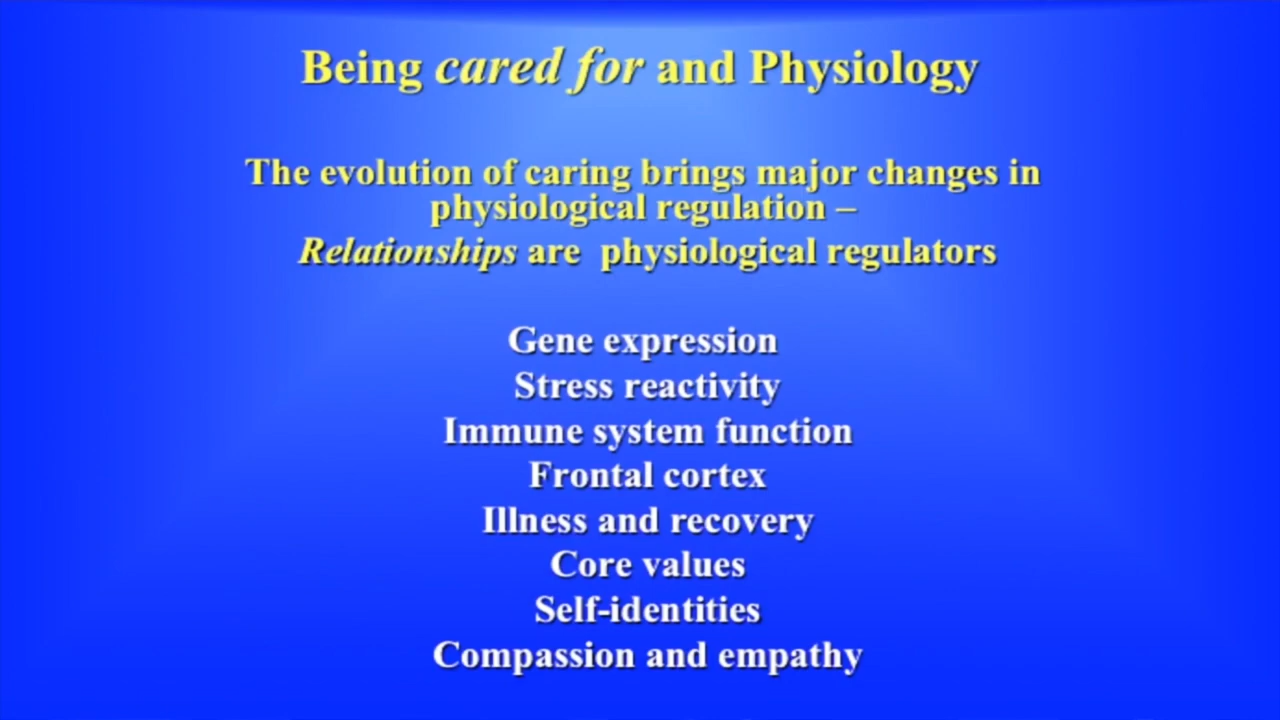 Being cared for and Physiology
The evolution of caring brings major changes in
physiological regulation –
Relationships are  physiological regulators
Gene expression
Stress reactivity
Immune system function
Frontal cortex
Illness and recovery
Core values
Self-identities
Compassion and empathy